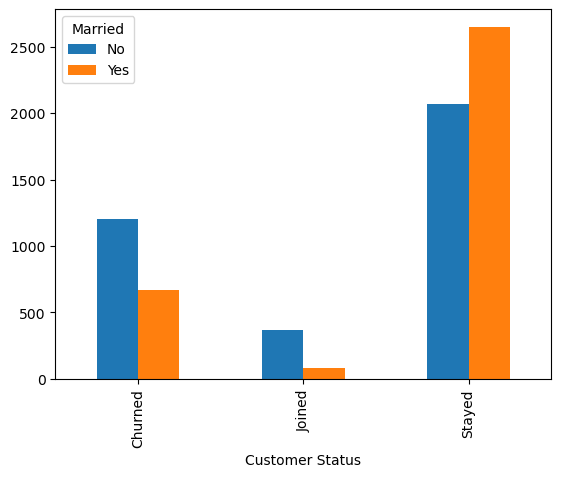 Married
No
Yes
2500
2000
1500
1000
500
0
Churned
Joined
Stayed
Customer Status